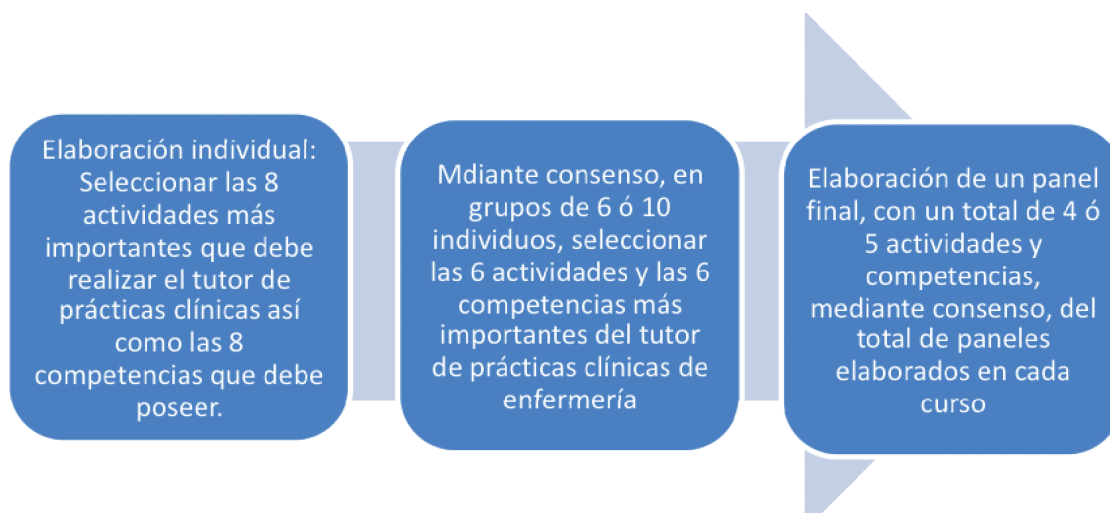 Elaboración individual:
Seleccionar las 8
actividades más
importantes que debe
realizar el tutor de
prácticas clínicas así
como las 8
competencias que debe
poseer.
Mdiante consenso, en
grupos de 6 ó 10
individuos, seleccionar
las 6 actividades y las 6
competencias más
importantes del tutor
de prácticas clínicas de
enfermería
Elaboración de un panel
final, con un total de 4 ó
5 actividades y
competencias,
mediante consenso, del
total de paneles
elaborados en cada
curso